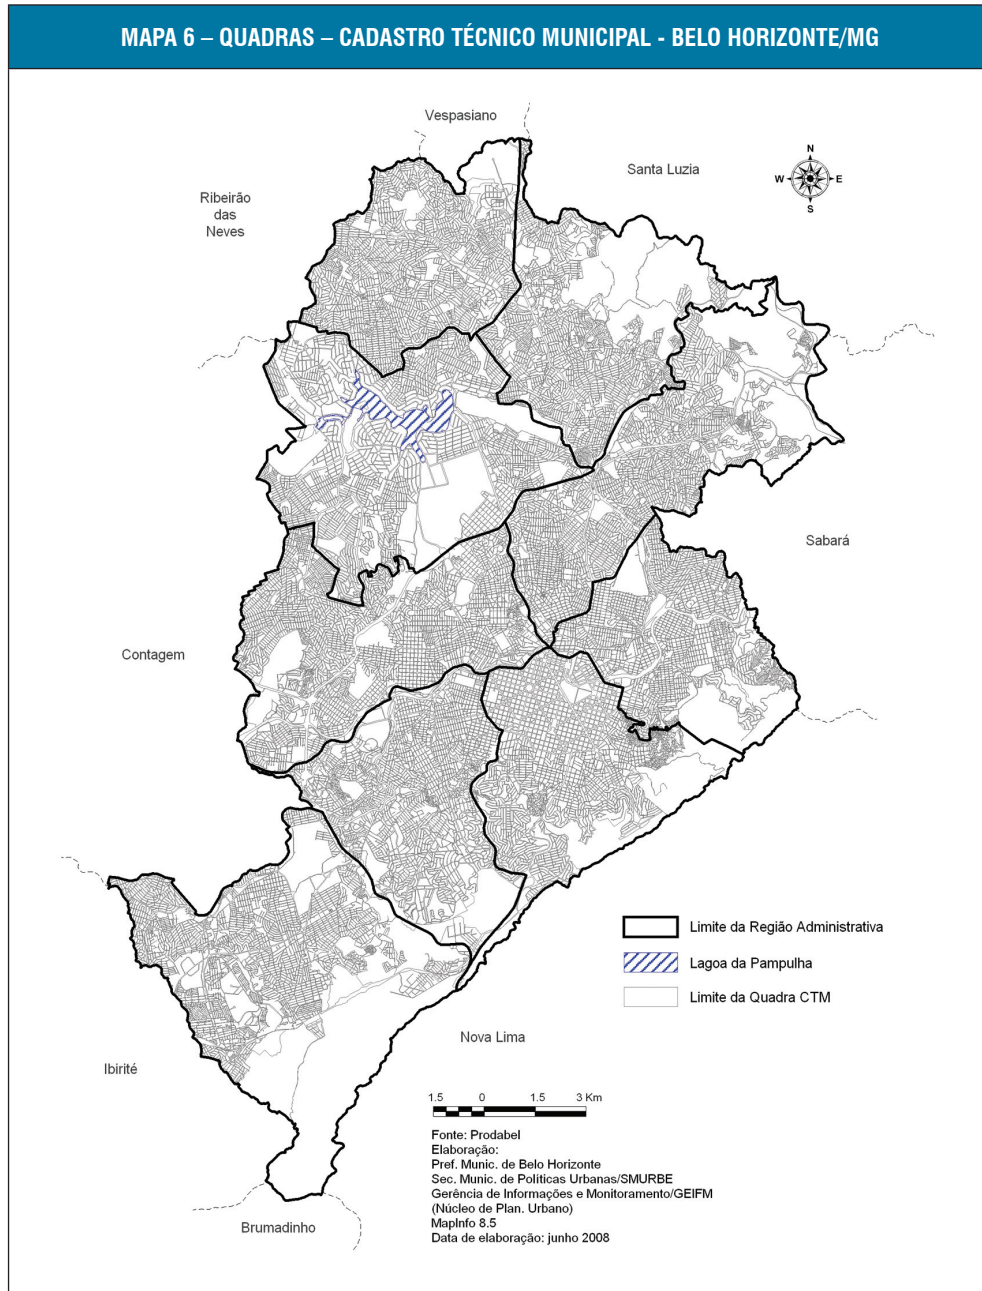 MAPA 6 – QUADRAS – CADASTRO TÉCNICO MUNICIPAL - BELO HORIZONTE/MG
Vespasiano
Santa Luzia
N
W
E
S
Ribeirão
das
Neves
Sabará
Contagem
Limite da Região Administrativa
Lagoa da Pampulha
Limite da Quadra CTM
Nova Lima
Ibirité
1.5 0 1.5 3 Km
Fonte: Prodabel
Elaboração:
Pref. Munic. de Belo Horizonte
Sec. Munic. de Políticas Urbanas/SMURBE
Gerência de Informações e Monitoramento/GEIFM
(Núcleo de Plan. Urbano)
MapInfo 8.5
Data de elaboração: junho 2008
Brumadinho